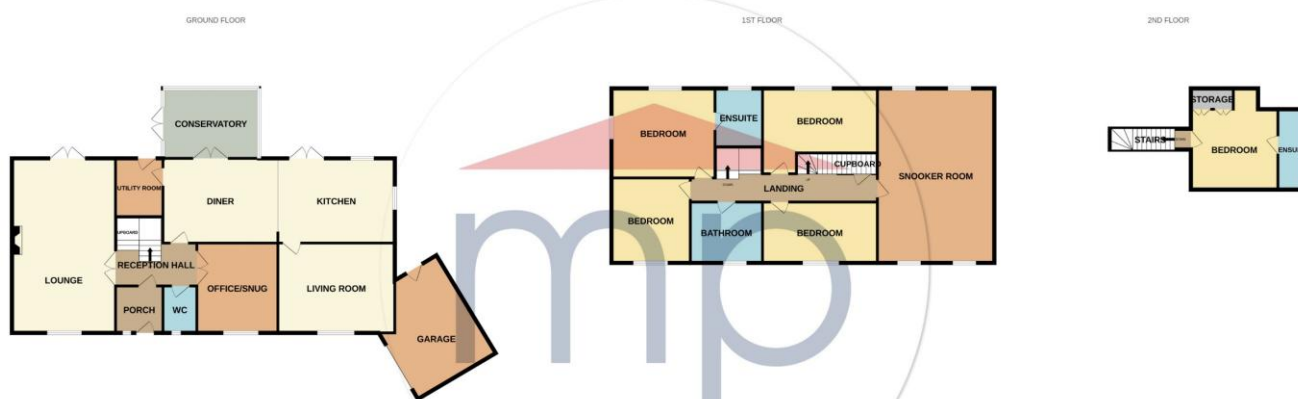 GROUND FLOOR
CONSERVATORY
UTILITY ROOM
DINER
KITCHEN
LOUNGE
RECEPTION HALL
PORCH
WC
OFFICE/SNUG
LIVING ROOM
GARAGE
1ST FLOOR
BEDROOM
ENSUITE
BEDROOM
CUPBOARD
SNOOKER ROOM
LANDING
BEDROOM
BATHROOM
BEDROOM
mp
2ND FLOOR
STORAGE
STAIRS
BEDROOM